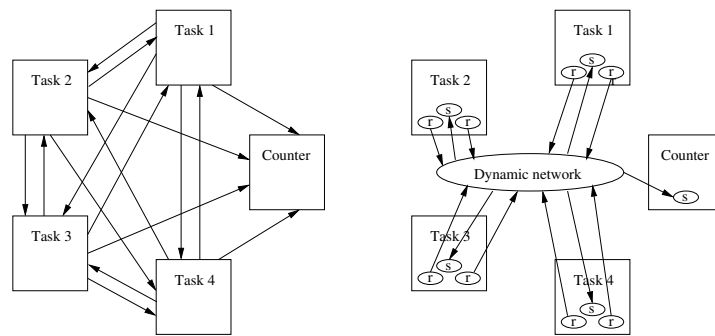 Task 1
Task 2
Counter
Task 3
Task 4
Task 1
s
r r
Task 2
s
r r
Counter
s
Dynamic network
Task 3
s
r r
Task 4
s
r r